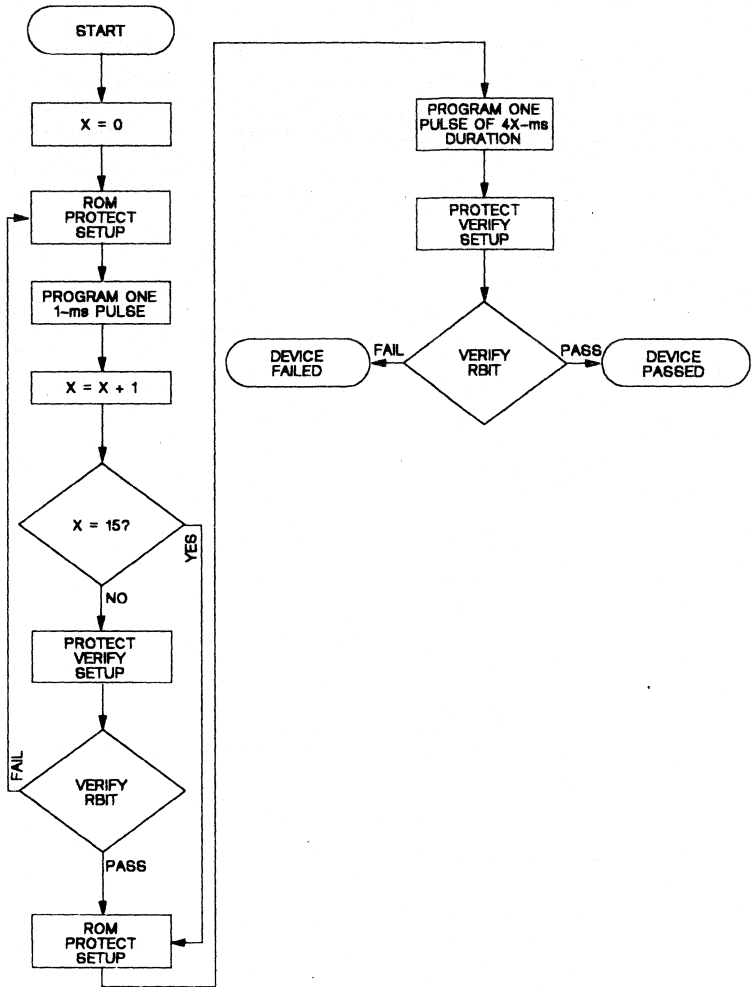 START
X = 0
ROM
PROTECT
SETUP
PROGRAM ONE
1-ms PULSE
X = X + 1
X = 15?
YES
NO
PROTECT
VERIFY
SETUP
FAIL
VERIFY
RBIT
PASS
ROM
PROTECT
SETUP
PROGRAM ONE
PULSE OF 4X-ms
DURATION
PROTECT
VERIFY
SETUP
DEVICE
FAILED
FAIL
VERIFY
RBIT
PASS
DEVICE
PASSED